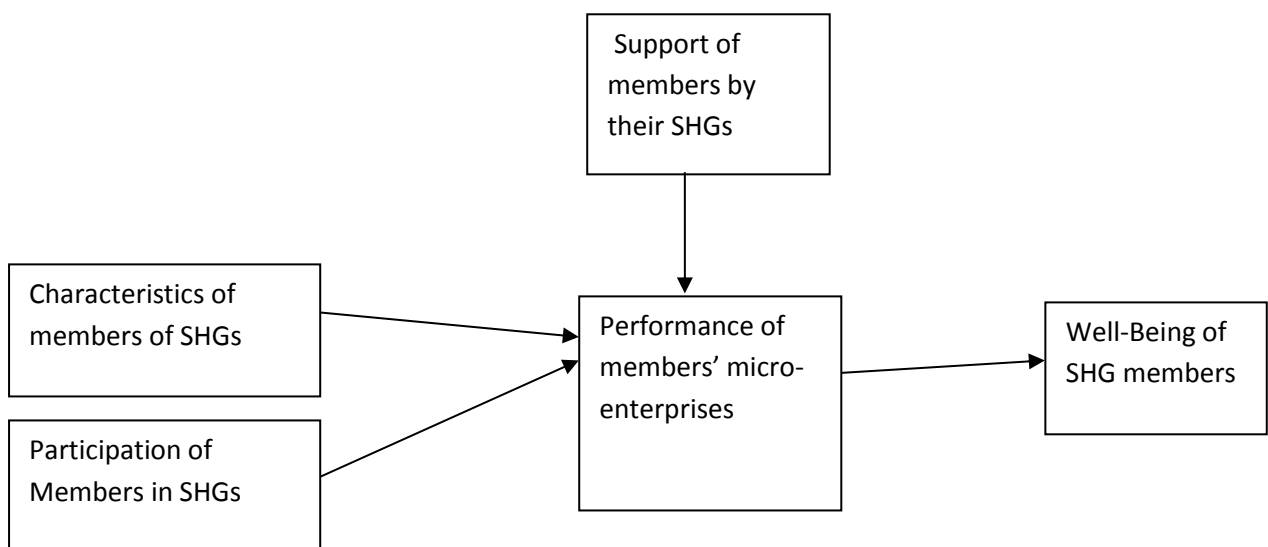 Support of
members by
their SHGs
Characteristics of
members of SHGs
Performance of
members’ micro-
enterprises
Well-Being of
SHG members
Participation of
Members in SHGs